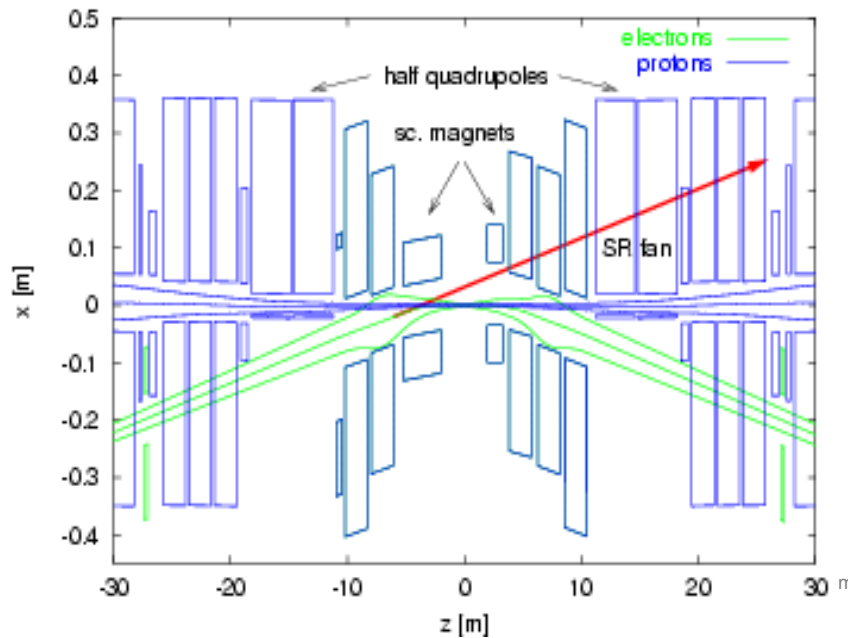 0.5
electrons
protons
0.4
half quadrupoles
0.3
sc. magnets
0.2
0.1
SR fan
x [m]
0
-0.1
-0.2
-0.3
-0.4
-30
-20
-10
0
10
20
30
m
z [m]